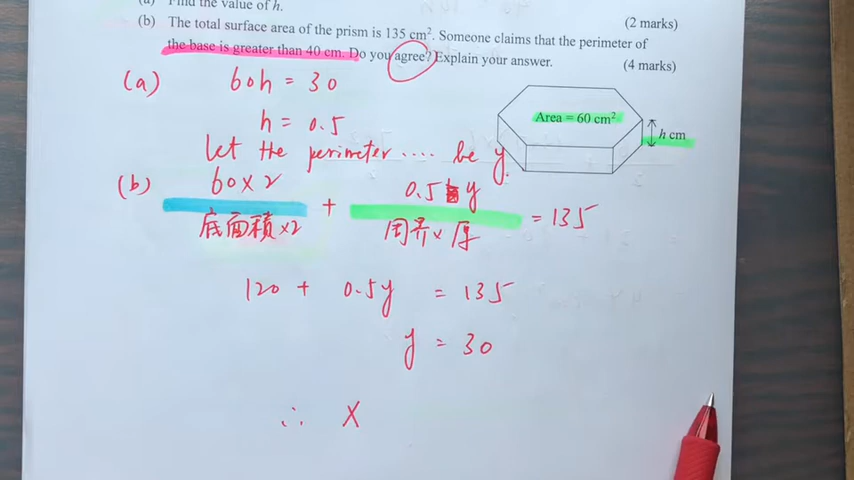 (a) Find the value of h.
(2 marks)
(b) The total surface area of the prism is 135 cm². Someone claims that the perimeter of
the base is greater than 40 cm. Do you agree? Explain your answer.
(4 marks)
(a) 60h = 30
h = 0.5
Area = 60 cm²
h cm
Let the perimeter .... be y.
(b) 60 × 2 + 0.5 y = 135
底面積×2 周界×厚
120 + 0.5y = 135
y = 30
∴ X